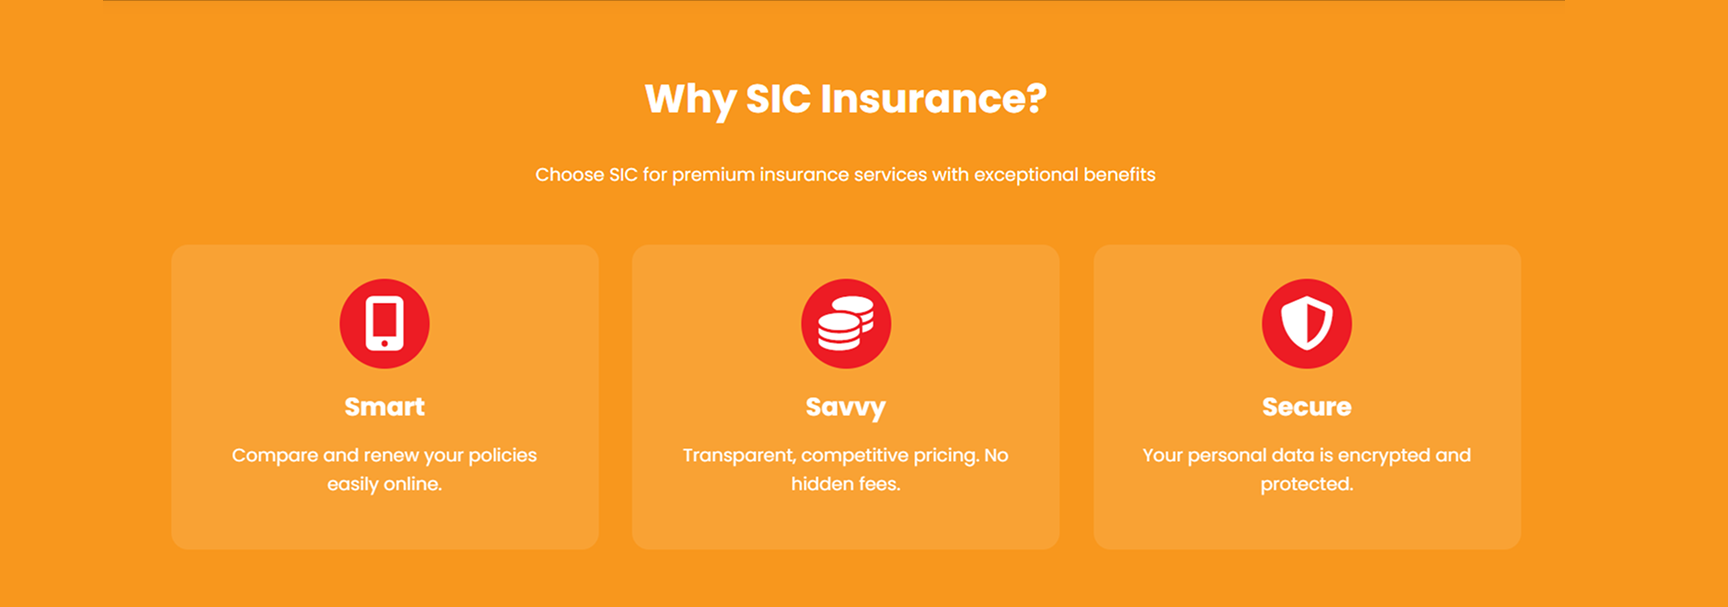 Why SIC Insurance?
Choose SIC for premium insurance services with exceptional benefits
Smart
Compare and renew your policies
easily online.
Savvy
Transparent, competitive pricing. No
hidden fees.
Secure
Your personal data is encrypted and
protected.